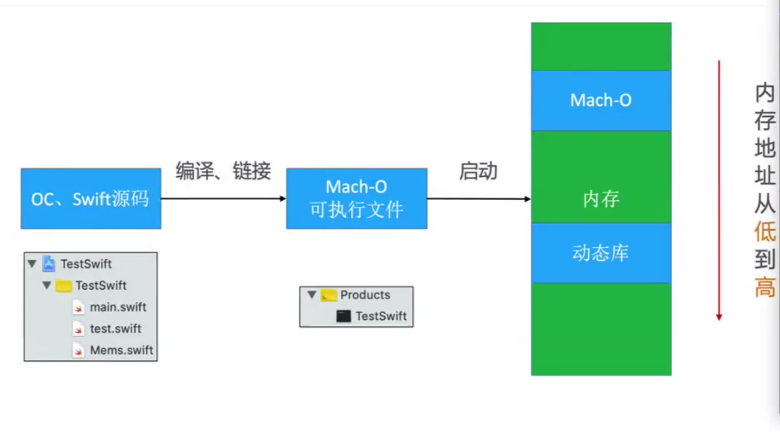 OC、Swift源码
编译、链接
Mach-O
可执行文件
启动
Mach-O
内存
动态库
内存地址从低到高
TestSwift
TestSwift
main.swift
test.swift
Mems.swift
Products
TestSwift